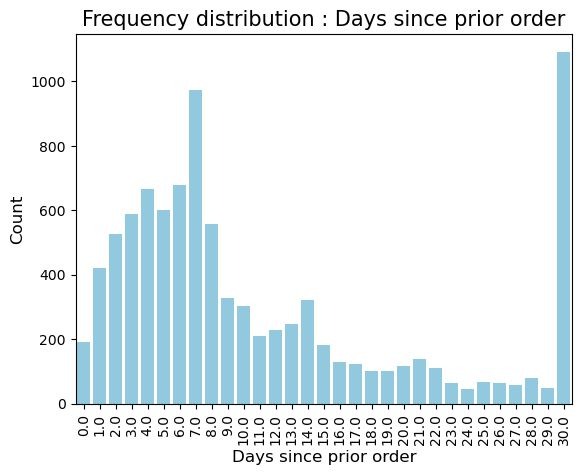 Frequency distribution : Days since prior order
Count
1000
800
600
400
200
0
0.0 1.0 2.0 3.0 4.0 5.0 6.0 7.0 8.0 9.0 10.0 11.0 12.0 13.0 14.0 15.0 16.0 17.0 18.0 19.0 20.0 21.0 22.0 23.0 24.0 25.0 26.0 27.0 28.0 29.0 30.0
Days since prior order